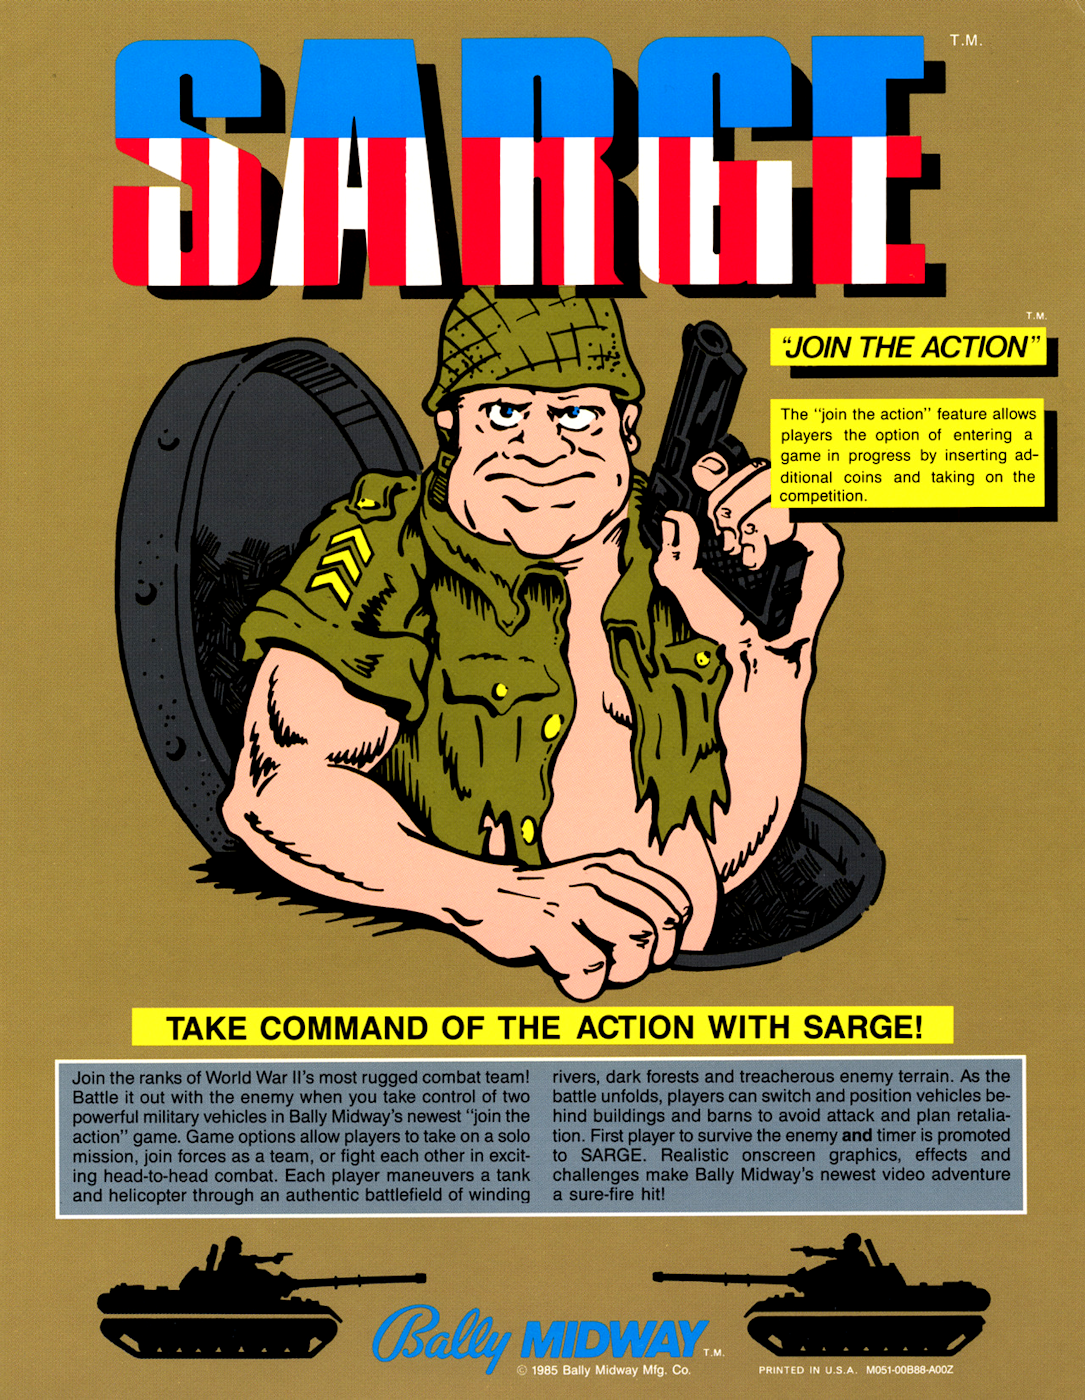 SARGE
T.M.
T.M.
"JOIN THE ACTION"
The "join the action" feature allows
players the option of entering a
game in progress by inserting ad-
ditional coins and taking on the
competition.
TAKE COMMAND OF THE ACTION WITH SARGE!
Join the ranks of World War II's most rugged combat team!
Battle it out with the enemy when you take control of two
powerful military vehicles in Bally Midway's newest "join the
action" game. Game options allow players to take on a solo
mission, join forces as a team, or fight each other in excit-
ing head-to-head combat. Each player maneuvers a tank
and helicopter through an authentic battlefield of winding
rivers, dark forests and treacherous enemy terrain. As the
battle unfolds, players can switch and position vehicles be-
hind buildings and barns to avoid attack and plan retalia-
tion. First player to survive the enemy and timer is promoted
to SARGE. Realistic onscreen graphics, effects and
challenges make Bally Midway's newest video adventure
a sure-fire hit!
Bally MIDWAY T.M.
© 1985 Bally Midway Mfg. Co.
PRINTED IN U.S.A. M051-00B88-A00Z